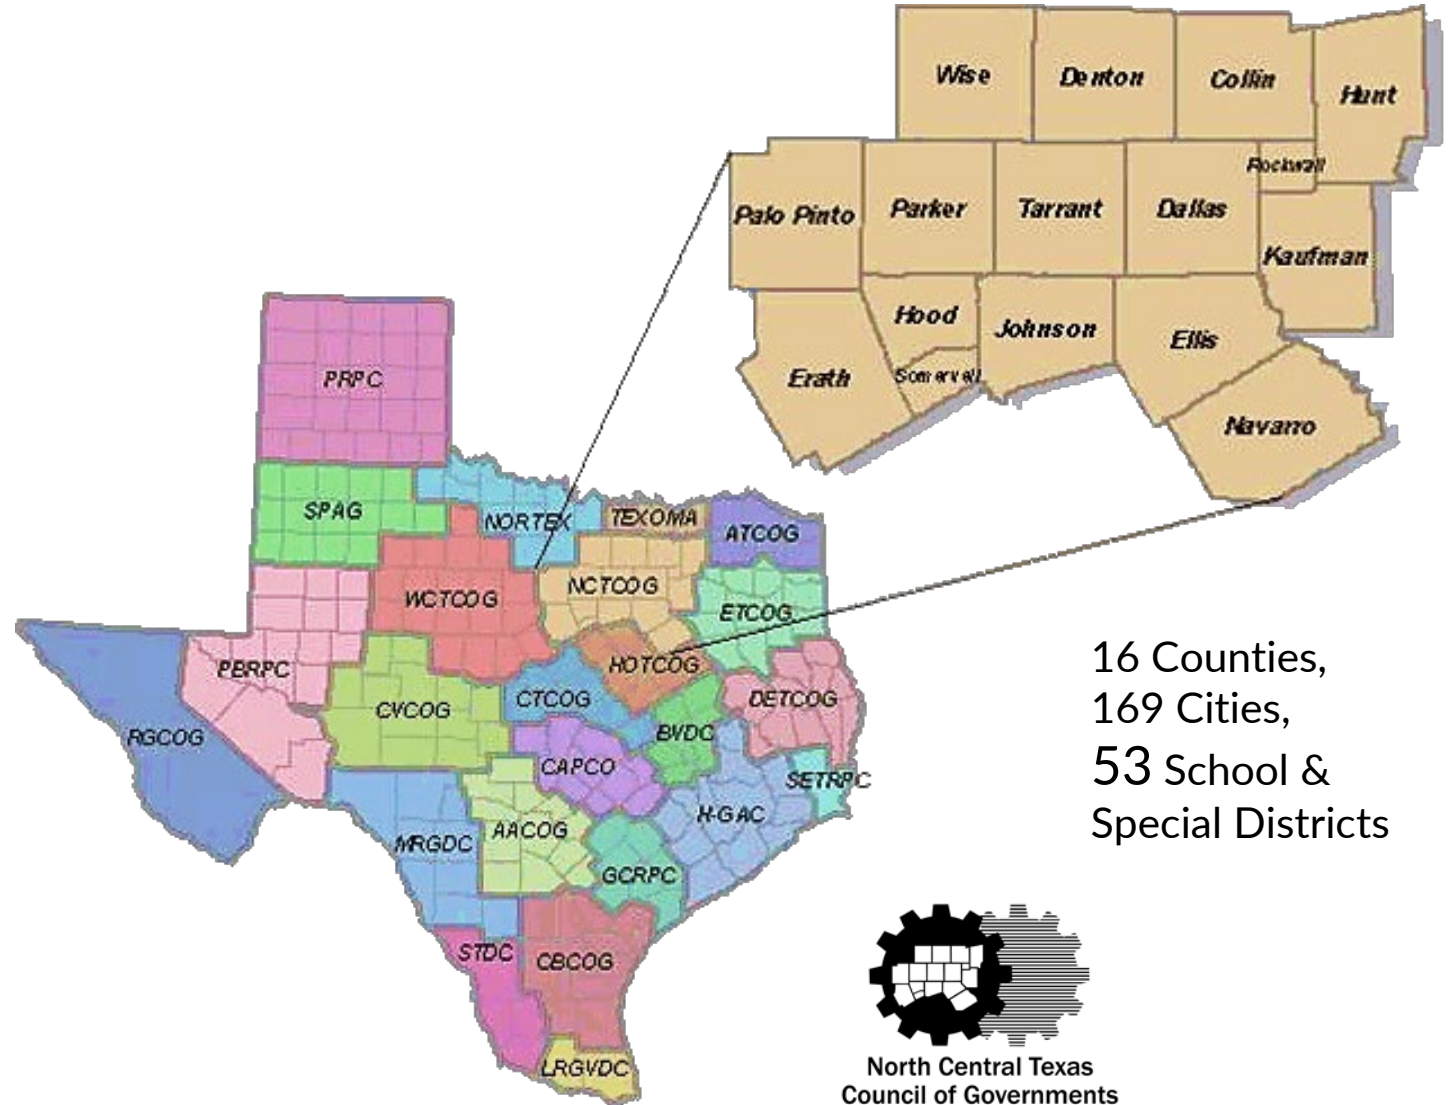 Wise
Denton
Collin
Hunt
Rockwall
Palo Pinto
Parker
Tarrant
Dallas
Kaufman
Hood
Johnson
Ellis
Erath
Somervell
Navarro
PRPC
SPAG
NORTEX
TEXOMA
ATCOG
WCTCOG
NCTCOG
ETCOG
PBRPC
HOTCOG
RGCOG
CVCOG
CTCOG
BVDC
DETCOG
CAPCO
SETRPC
MRGDC
AACOG
H-GAC
GCRPC
STDC
CBCOG
LRGVDC
16 Counties,
169 Cities,
53 School &
Special Districts
North Central Texas
Council of Governments